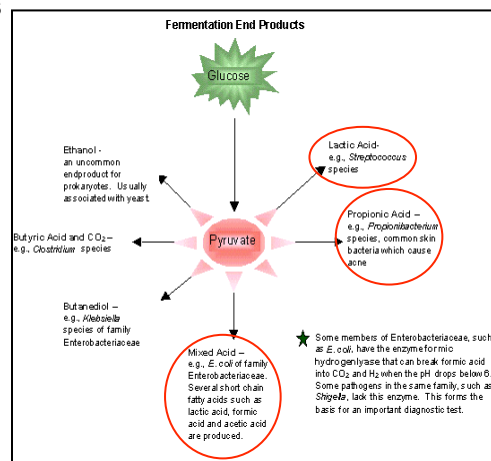 Fermentation End Products
Glucose
Ethanol -
an uncommon
endproduct for
prokaryotes. Usually
associated with yeast.
Lactic Acid-
e.g., Streptococcus
species
Propionic Acid –
e.g., Propionibacterium
species, common skin
bacteria which cause
acne
Pyruvate
Butyric Acid and CO₂ –
e.g., Clostridium species
Butanediol –
e.g., Klebsiella
species of family
Enterobacteriaceae
Mixed Acid –
e.g., E. coli of family
Enterobacteriaceae.
Several short chain
fatty acids such as
lactic acid, formic
acid and acetic acid
are produced.
Some members of Enterobacteriaceae, such
as E. coli, have the enzyme formic
hydrogenlyase that can break formic acid
into CO₂ and H₂ when the pH drops below 6.
Some pathogens in the same family, such as
Shigella, lack this enzyme. This forms the
basis for an important diagnostic test.